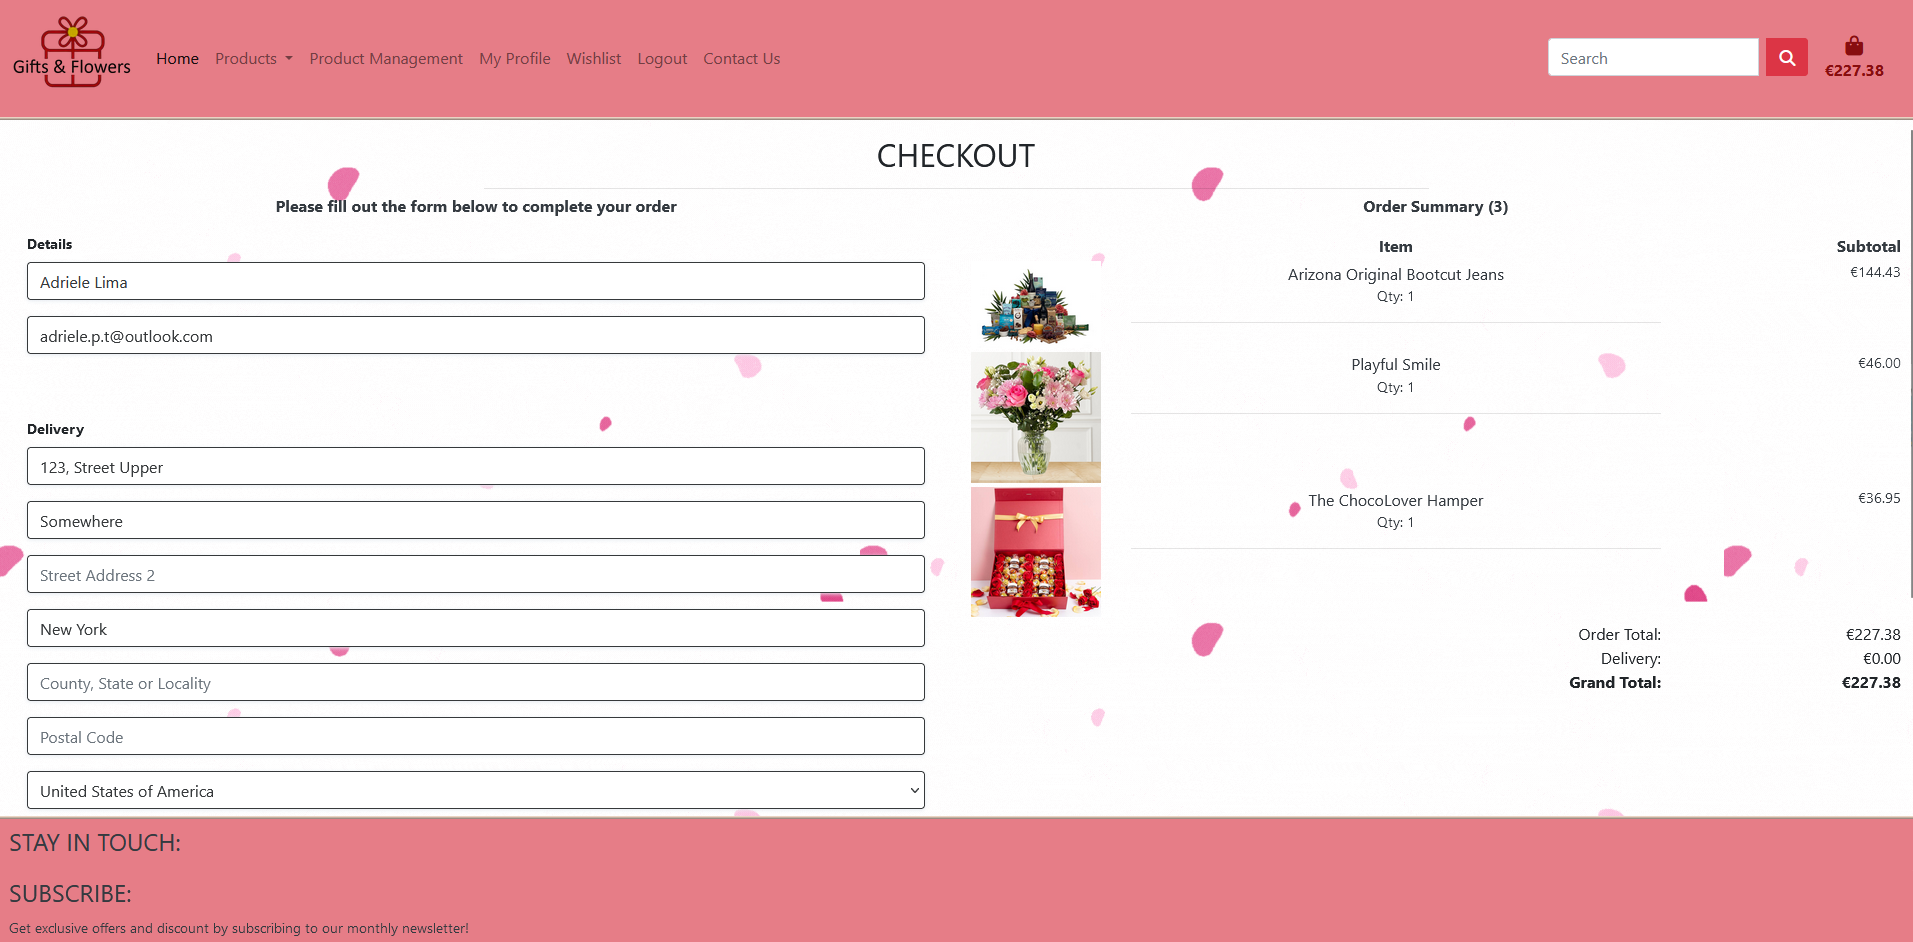 Gifts & Flowers
Home Products Product Management My Profile Wishlist Logout Contact Us
Search
€227.38
CHECKOUT
Please fill out the form below to complete your order
Details
Adriele Lima
adriele.p.t@outlook.com
Delivery
123, Street Upper
Somewhere
Street Address 2
New York
County, State or Locality
Postal Code
United States of America
Order Summary (3)
Item Subtotal
Arizona Original Bootcut Jeans €144.43
Qty: 1
Playful Smile €46.00
Qty: 1
The ChocoLover Hamper €36.95
Qty: 1
Order Total: €227.38
Delivery: €0.00
Grand Total: €227.38
STAY IN TOUCH:
SUBSCRIBE:
Get exclusive offers and discount by subscribing to our monthly newsletter!